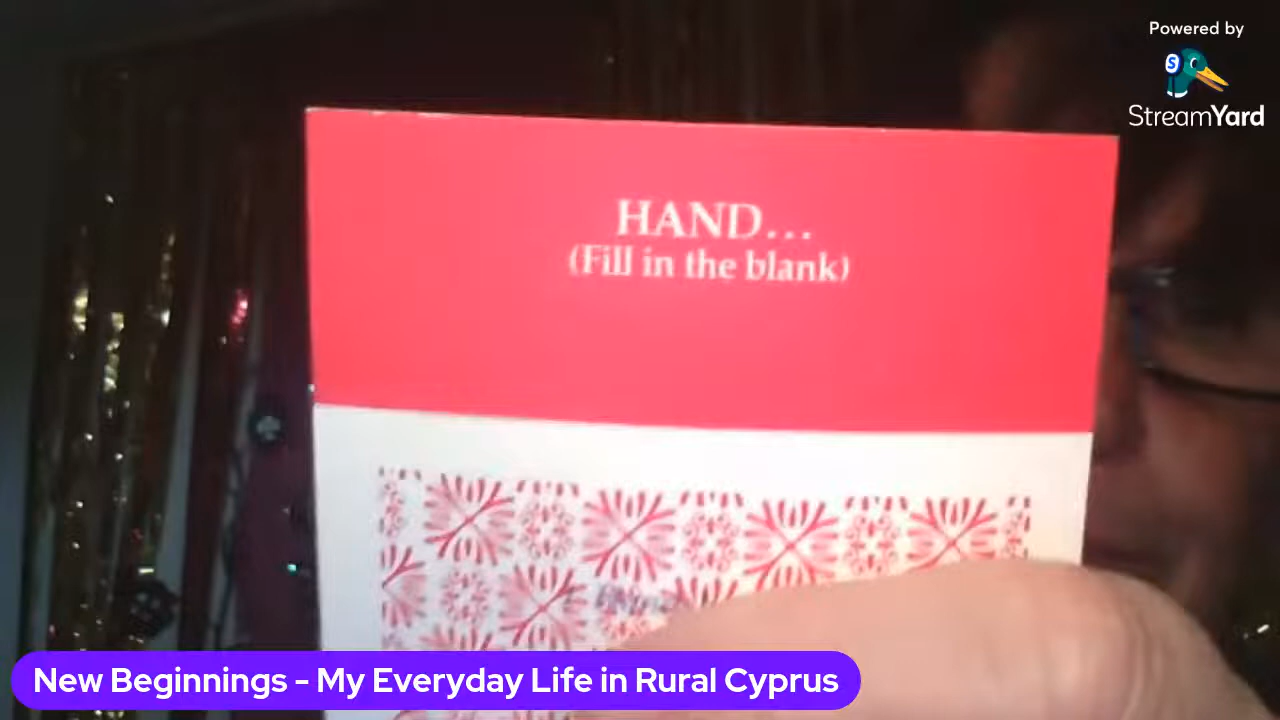 Powered by
StreamYard
HAND...
(Fill in the blank)
New Beginnings - My Everyday Life in Rural Cyprus